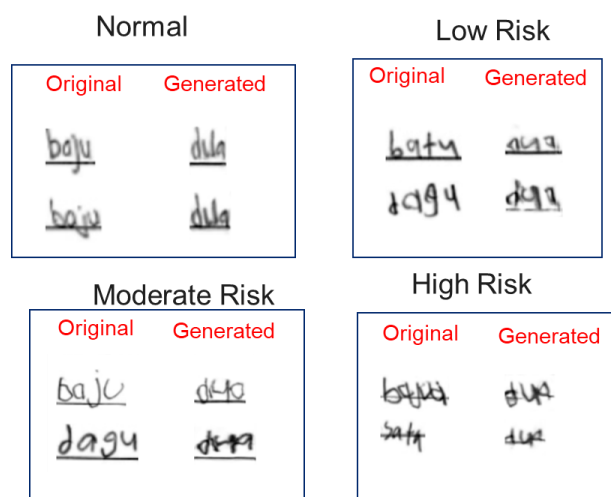 Normal
Original Generated
baju dula
baju dula
Low Risk
Original Generated
batu
dagu
Moderate Risk
Original Generated
baju
dagu
High Risk
Original Generated